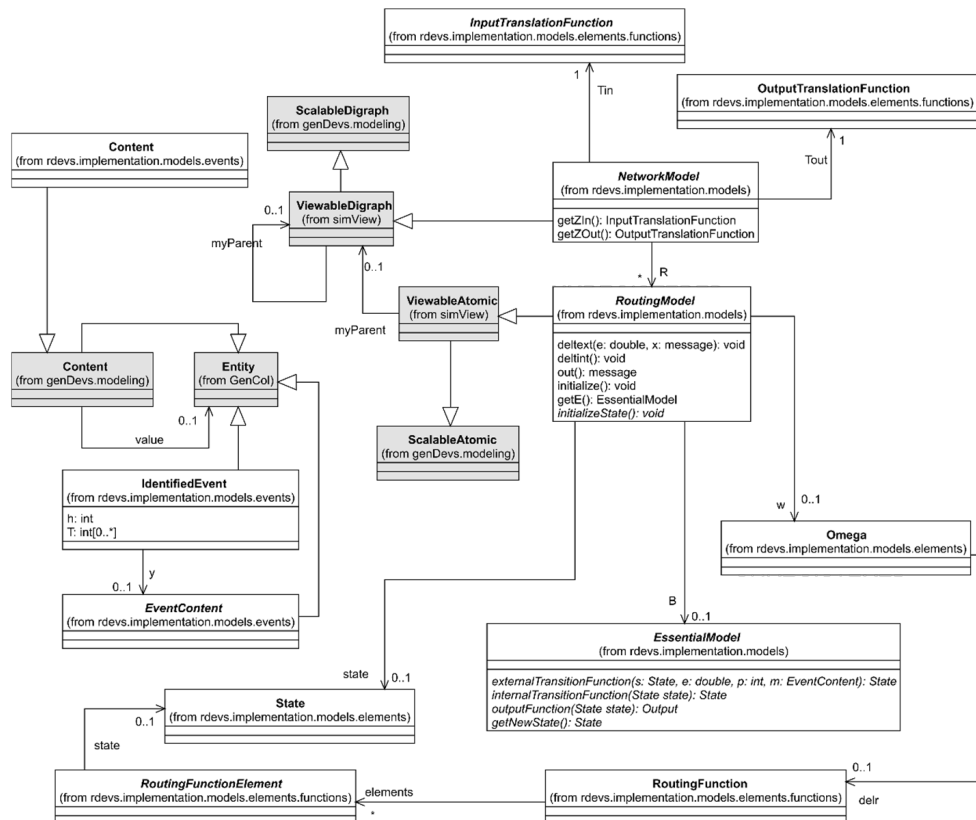 InputTranslationFunction
(from rdevs.implementation.models.elements.functions)
1
Tin
OutputTranslationFunction
(from rdevs.implementation.models.elements.functions)
1
Tout
ScalableDigraph
(from genDevs.modeling)
Content
(from rdevs.implementation.models.events)
NetworkModel
(from rdevs.implementation.models)
getZIn(): InputTranslationFunction
getZOut(): OutputTranslationFunction
ViewableDigraph
(from simView)
0..1
myParent
0..1
* R
ViewableAtomic
(from simView)
myParent
RoutingModel
(from rdevs.implementation.models)
deltext(e: double, x: message): void
deltint(): void
out(): message
initialize(): void
getE(): EssentialModel
initializeState(): void
Content
(from genDevs.modeling)
Entity
(from GenCol)
0..1
value
ScalableAtomic
(from genDevs.modeling)
IdentifiedEvent
(from rdevs.implementation.models.events)
h: int
T: int[0..*]
w 0..1
Omega
(from rdevs.implementation.models.elements)
y
0..1
EventContent
(from rdevs.implementation.models.events)
B
0..1
EssentialModel
(from rdevs.implementation.models)
externalTransitionFunction(s: State, e: double, p: int, m: EventContent): State
internalTransitionFunction(State state): State
outputFunction(State state): Output
getNewState(): State
state 0..1
State
(from rdevs.implementation.models.elements)
0..1
state
RoutingFunctionElement
(from rdevs.implementation.models.elements.functions)
elements
*
RoutingFunction
(from rdevs.implementation.models.elements.functions)
0..1
delr